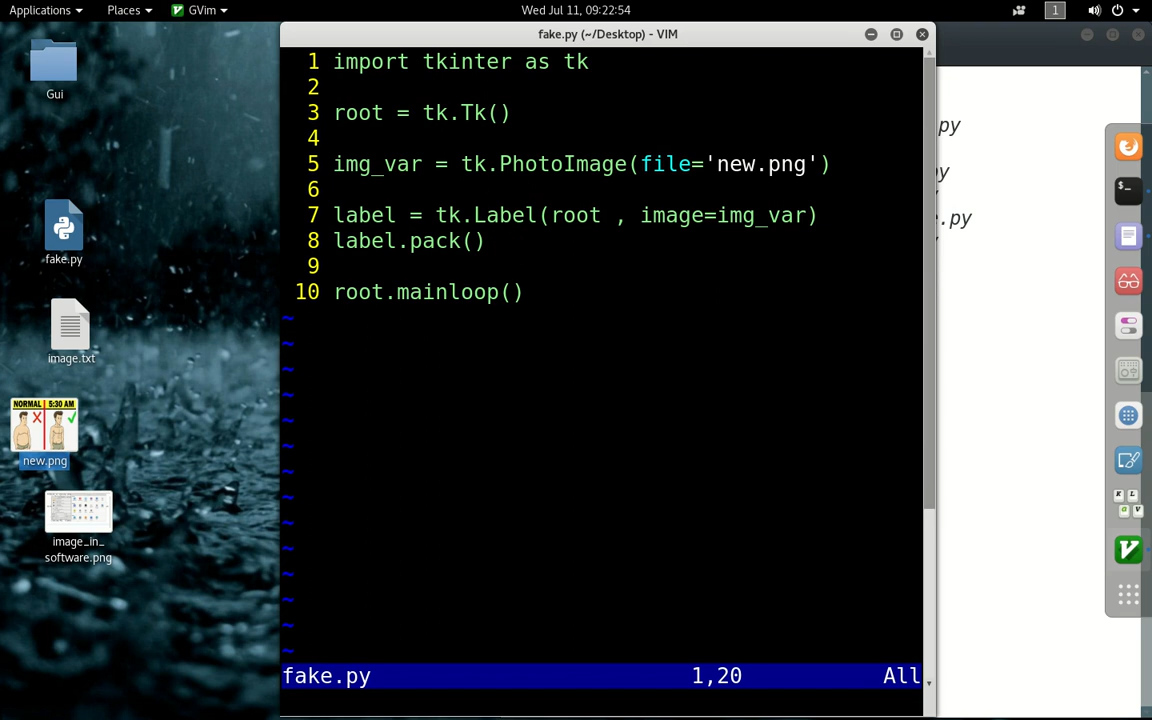 Applications
Places
GVim
Wed Jul 11, 09:22:54
1
fake.py (~/Desktop) - VIM
1 import tkinter as tk
2
3 root = tk.Tk()
4
5 img_var = tk.PhotoImage(file='new.png')
6
7 label = tk.Label(root , image=img_var)
8 label.pack()
9
10 root.mainloop()
~
~
~
~
~
~
~
~
~
~
~
~
~
~
fake.py 1,20 All
Gui
fake.py
image.txt
NORMAL 5:30 AM
new.png
image_in_
software.png
py
y
e.py
$_
K L
G V